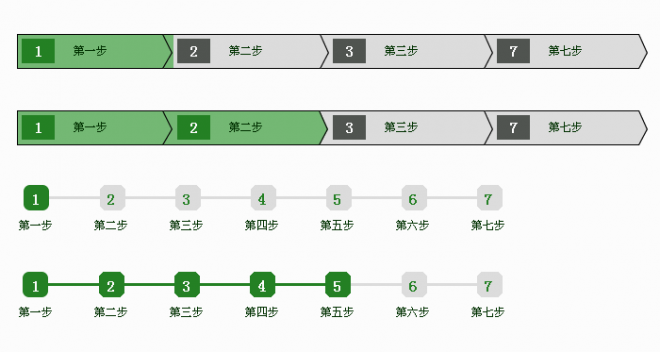 1 第一步 2 第二步 3 第三步 7 第七步
1 第一步 2 第二步 3 第三步 7 第七步
1 2 3 4 5 6 7
第一步 第二步 第三步 第四步 第五步 第六步 第七步
1 2 3 4 5 6 7
第一步 第二步 第三步 第四步 第五步 第六步 第七步